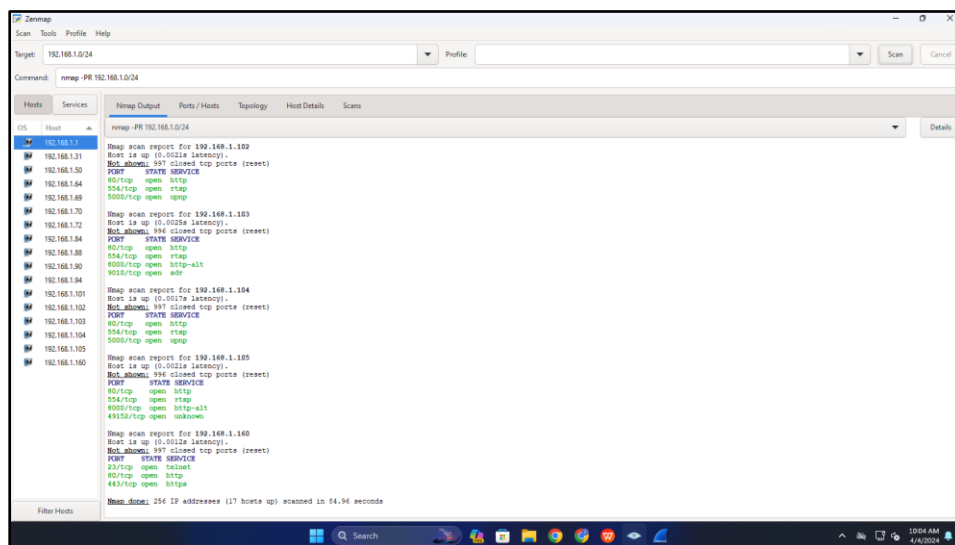 Zenmap
Scan Tools Profile Help
Target: 192.168.1.0/24 Profile: Scan Cancel
Command: nmap -PR 192.168.1.0/24
Hosts Services
OS Host
192.168.1.1
192.168.1.31
192.168.1.50
192.168.1.64
192.168.1.69
192.168.1.70
192.168.1.72
192.168.1.84
192.168.1.88
192.168.1.90
192.168.1.94
192.168.1.101
192.168.1.102
192.168.1.103
192.168.1.104
192.168.1.105
192.168.1.160
Filter Hosts
Nmap Output Ports / Hosts Topology Host Details Scans
nmap -PR 192.168.1.0/24 Details
Nmap scan report for 192.168.1.102
Host is up (0.0021s latency).
Not shown: 997 closed tcp ports (reset)
PORT STATE SERVICE
80/tcp open http
554/tcp open rtsp
5000/tcp open upnp
Nmap scan report for 192.168.1.103
Host is up (0.0025s latency).
Not shown: 996 closed tcp ports (reset)
PORT STATE SERVICE
80/tcp open http
554/tcp open rtsp
8000/tcp open http-alt
9010/tcp open sdr
Nmap scan report for 192.168.1.104
Host is up (0.0017s latency).
Not shown: 997 closed tcp ports (reset)
PORT STATE SERVICE
80/tcp open http
554/tcp open rtsp
5000/tcp open upnp
Nmap scan report for 192.168.1.105
Host is up (0.0021s latency).
Not shown: 996 closed tcp ports (reset)
PORT STATE SERVICE
80/tcp open http
554/tcp open rtsp
8000/tcp open http-alt
49152/tcp open unknown
Nmap scan report for 192.168.1.160
Host is up (0.0012s latency).
Not shown: 997 closed tcp ports (reset)
PORT STATE SERVICE
23/tcp open telnet
80/tcp open http
443/tcp open https
Nmap done: 256 IP addresses (17 hosts up) scanned in 84.96 seconds
Search
10:04 AM
4/4/2024